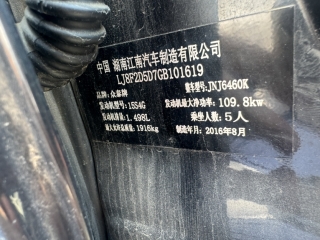 中国 湖南江南汽车制造有限公司
LJ8F2D5D7GB101619
品牌:众泰牌 整车型号:JNJ6460K
发动机型号:15S4G 发动机最大净功率:109.8kw
发动机排量:1.498L 乘坐人数:5人
最大允许总质量:1916kg 制造年月:2016年8月